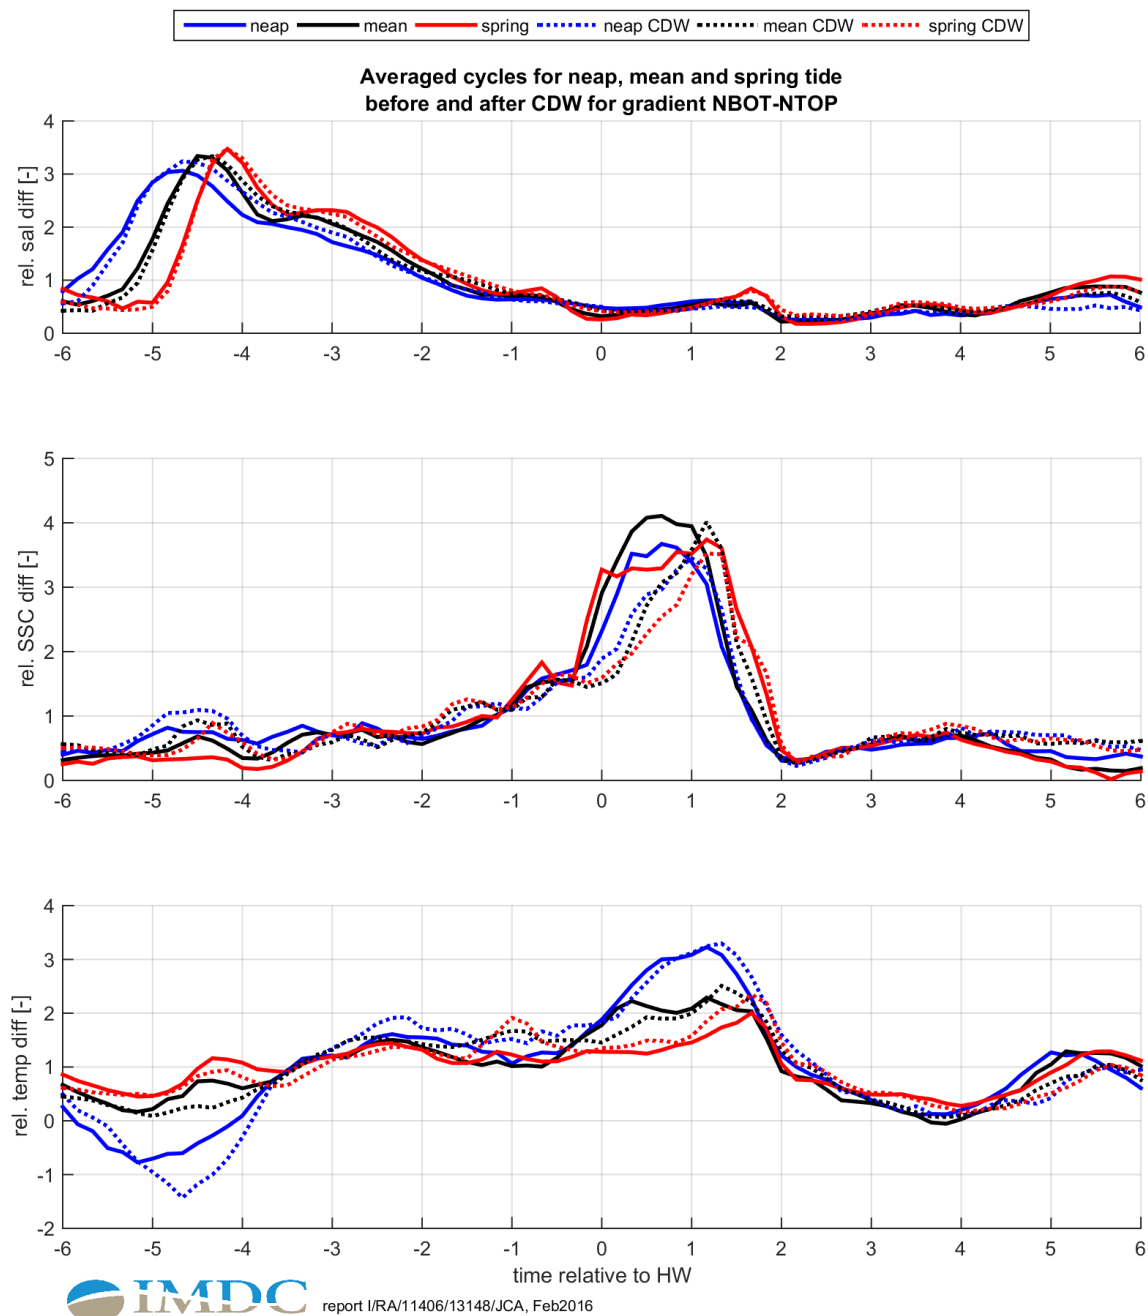 neap mean spring neap CDW mean CDW spring CDW
Averaged cycles for neap, mean and spring tide
before and after CDW for gradient NBOT-NTOP
rel. sal diff [-]
4
3
2
1
0
-6 -5 -4 -3 -2 -1 0 1 2 3 4 5 6
rel. SSC diff [-]
5
4
3
2
1
0
-6 -5 -4 -3 -2 -1 0 1 2 3 4 5 6
rel. temp diff [-]
4
3
2
1
0
-1
-2
-6 -5 -4 -3 -2 -1 0 1 2 3 4 5 6
time relative to HW
IMDC
report I/RA/11406/13148/JCA, Feb2016